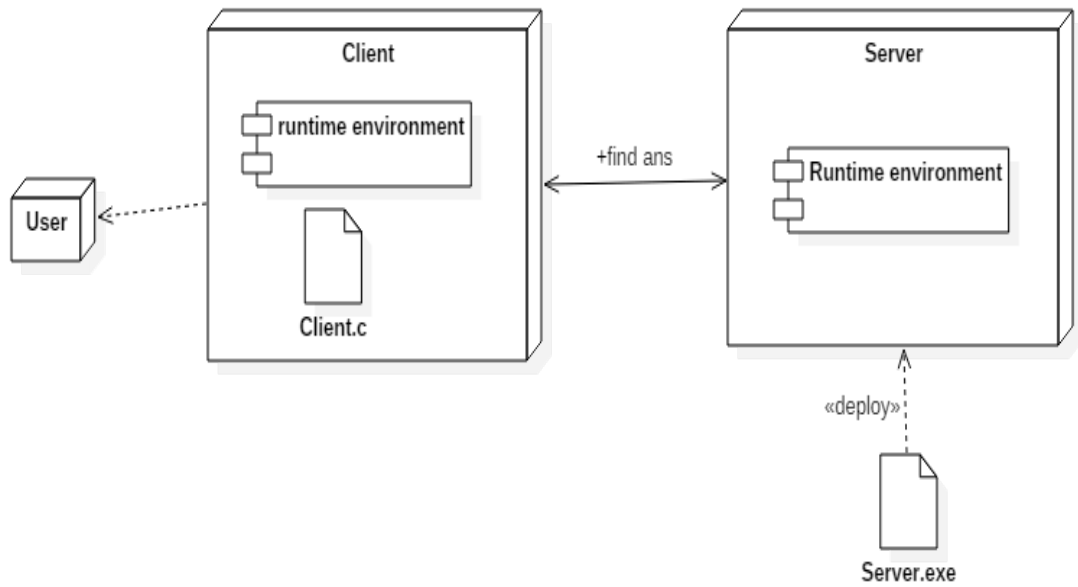 Client
Server
runtime environment
+find ans
Runtime environment
User
Client.c
«deploy»
Server.exe